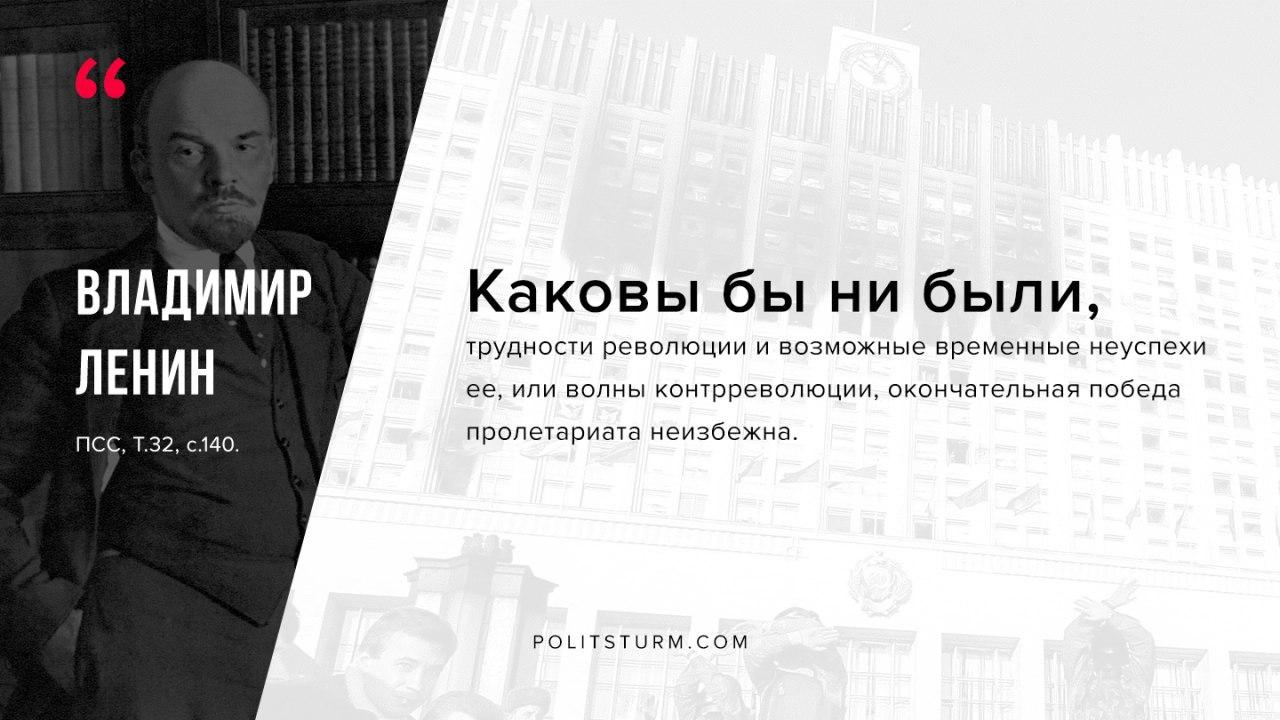 “
ВЛАДИМИР
ЛЕНИН
ПСС, Т.32, с.140.
Каковы бы ни были,
трудности революции и возможные временные неуспехи
ее, или волны контрреволюции, окончательная победа
пролетариата неизбежна.
POLITSTURM.COM